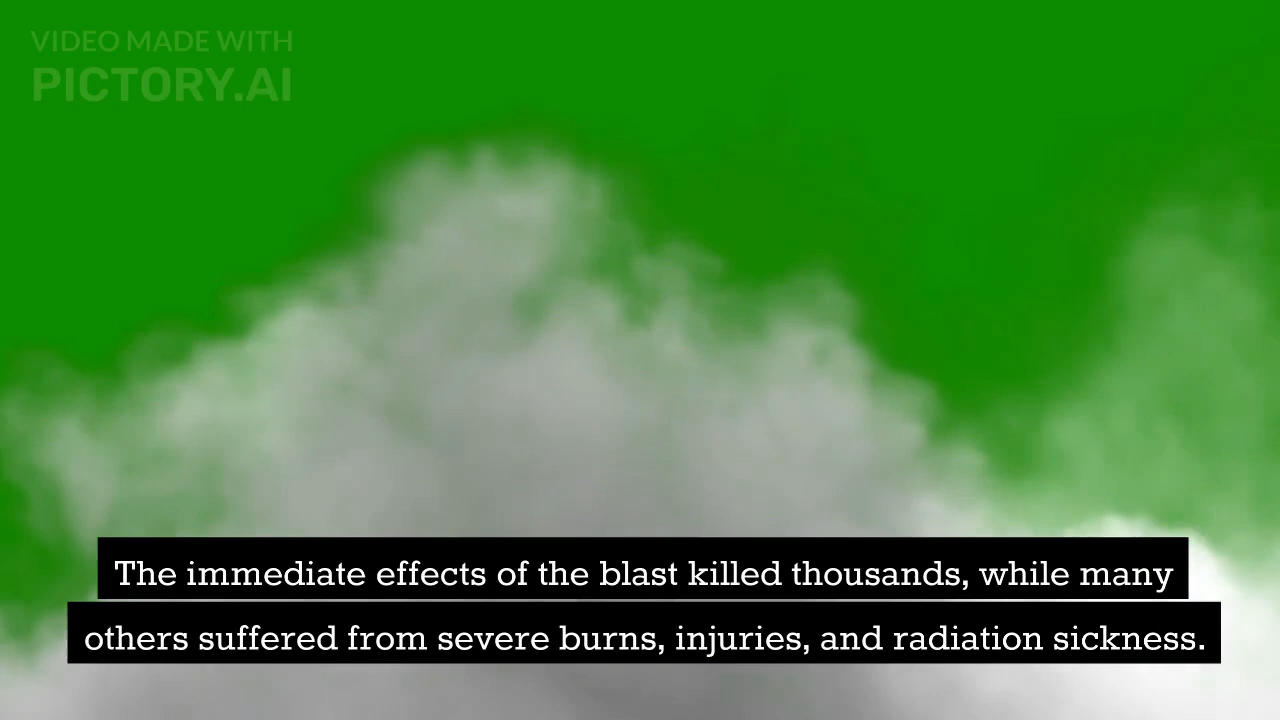 VIDEO MADE WITH
PICTORY.AI
The immediate effects of the blast killed thousands, while many
others suffered from severe burns, injuries, and radiation sickness.